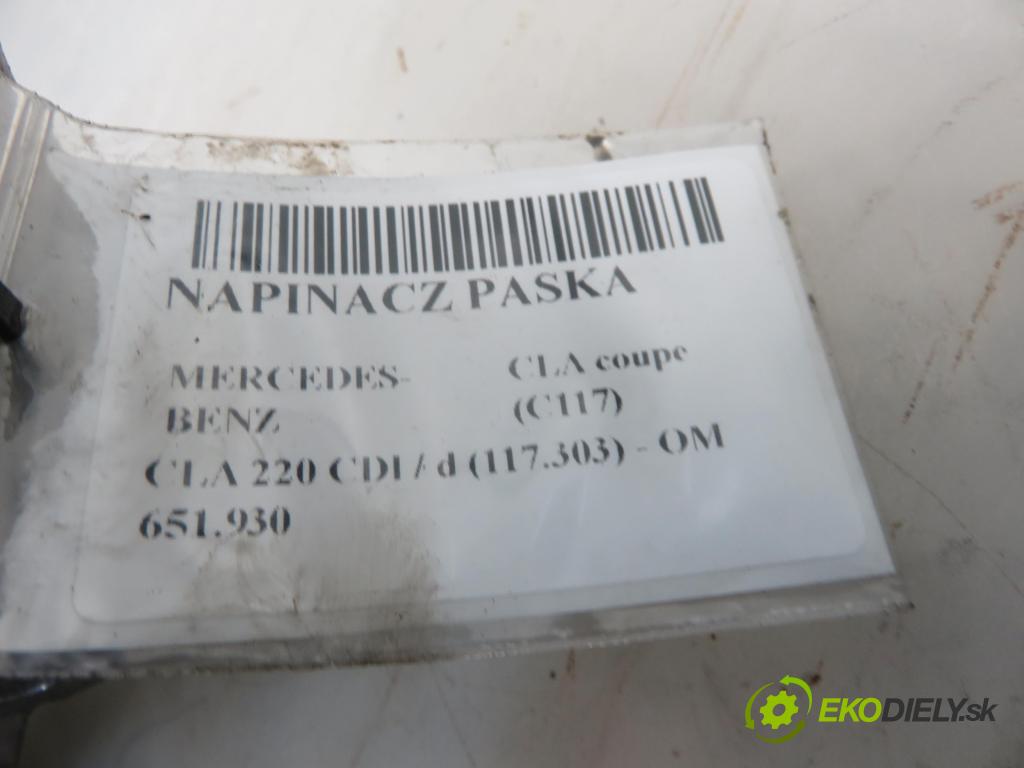 NAPINACZ PASKA
MERCEDES-BENZ CLA coupe (C117)
CLA 220 CDI / d (117.303) - OM
651.930
EKODIELY.sk